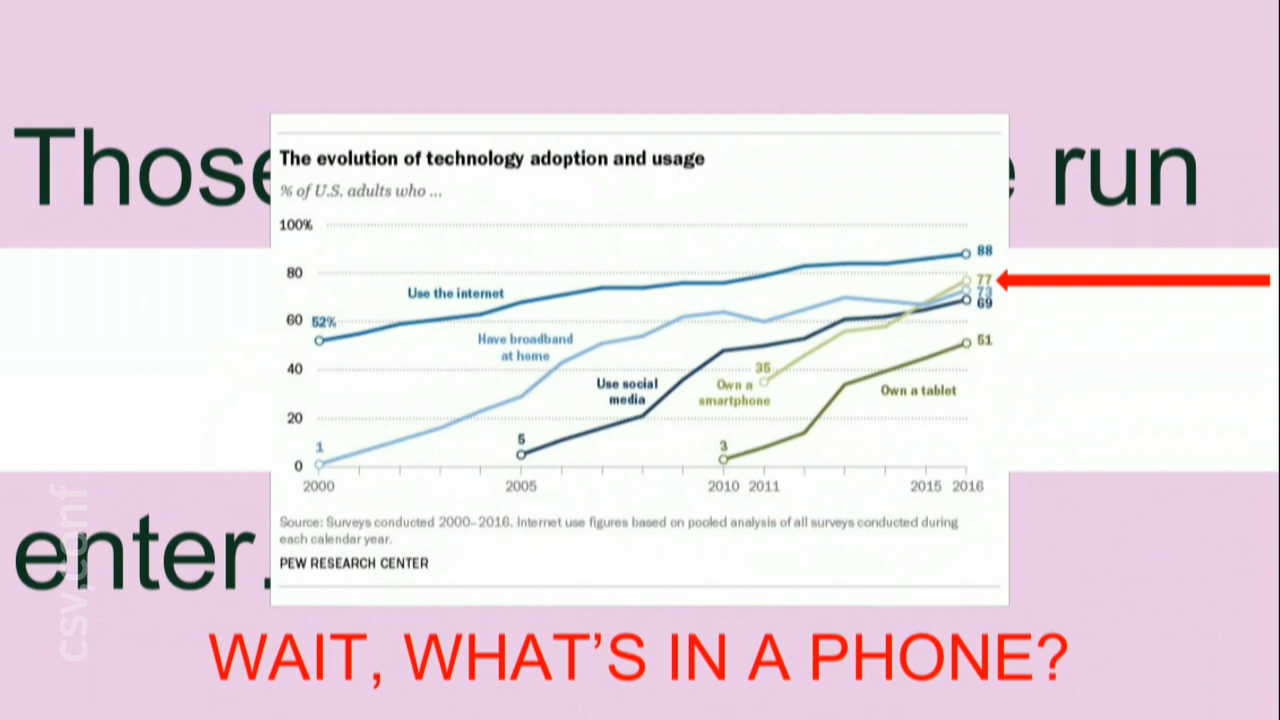 Those
run
The evolution of technology adoption and usage
% of U.S. adults who ...
100%
88
80
77
Use the internet
73
69
60
52%
Have broadband
at home
51
40
35
Use social
media
Own a
smartphone
Own a tablet
20
5
3
1
0
2000 2005 2010 2011 2015 2016
Source: Surveys conducted 2000–2016. Internet use figures based on pooled analysis of all surveys conducted during
each calendar year.
PEW RESEARCH CENTER
enter.
csv,conf
WAIT, WHAT'S IN A PHONE?